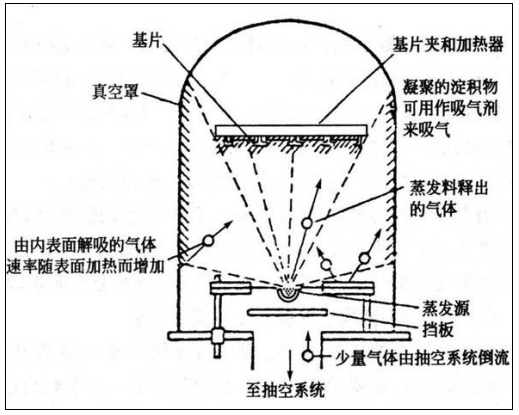 基片
基片夹和加热器
真空罩
凝聚的淀积物
可用作吸气剂
来吸气
蒸发料释出
的气体
由内表面解吸的气体
速率随表面加热而增加
蒸发源
挡板
少量气体由抽空系统倒流
至抽空系统